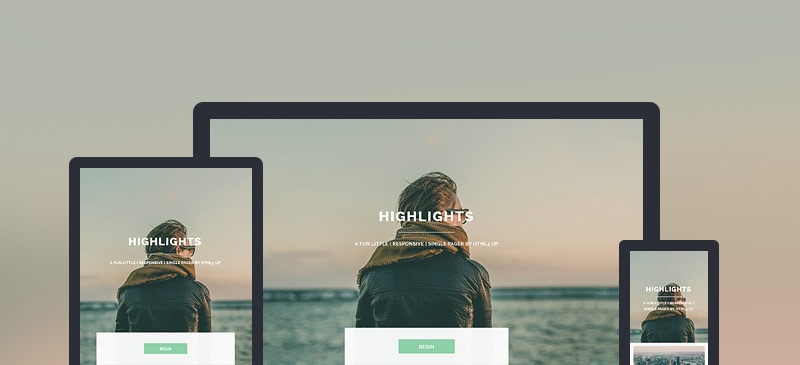 HIGHLIGHTS
A FUN LITTLE | RESPONSIVE | SINGLE PAGER BY HTML5 UP
BEGIN
HIGHLIGHTS
A FUN LITTLE | RESPONSIVE | SINGLE PAGER BY HTML5 UP
BEGIN
HIGHLIGHTS
A FUN LITTLE | RESPONSIVE |
SINGLE PAGER BY HTML5 UP